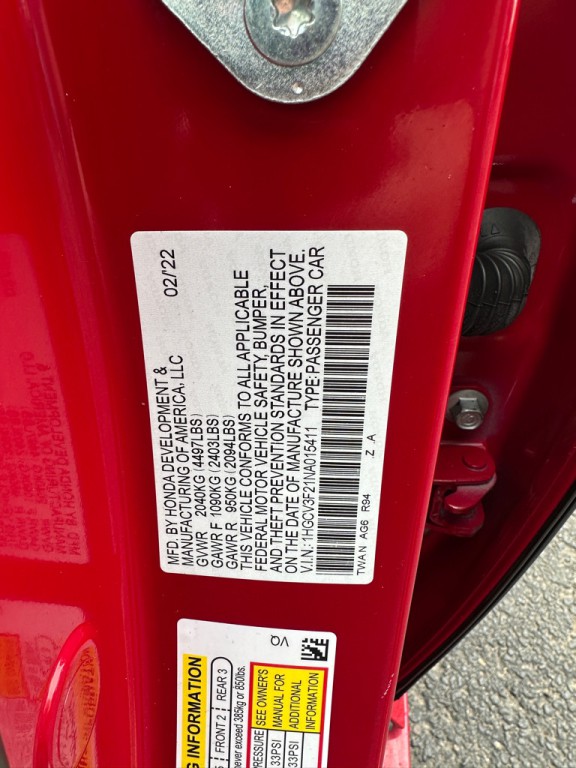 MFD. BY HONDA DEVELOPMENT &
MANUFACTURING OF AMERICA, LLC 02/'22
GVWR 2040KG (4497LBS)
GAWR F 1090KG (2403LBS)
GAWR R 950KG (2094LBS)
THIS VEHICLE CONFORMS TO ALL APPLICABLE
FEDERAL MOTOR VEHICLE SAFETY, BUMPER,
AND THEFT PREVENTION STANDARDS IN EFFECT
ON THE DATE OF MANUFACTURE SHOWN ABOVE.
V.I.N.: 1HGCV3F21NA015411 TYPE: PASSENGER CAR
TWAN AG6 R94 Z A
G INFORMATION VQ
FRONT 2 REAR 3
never exceed 385kg or 850lbs.
PRESSURE SEE OWNER'S
33PSI MANUAL FOR
33PSI ADDITIONAL
INFORMATION